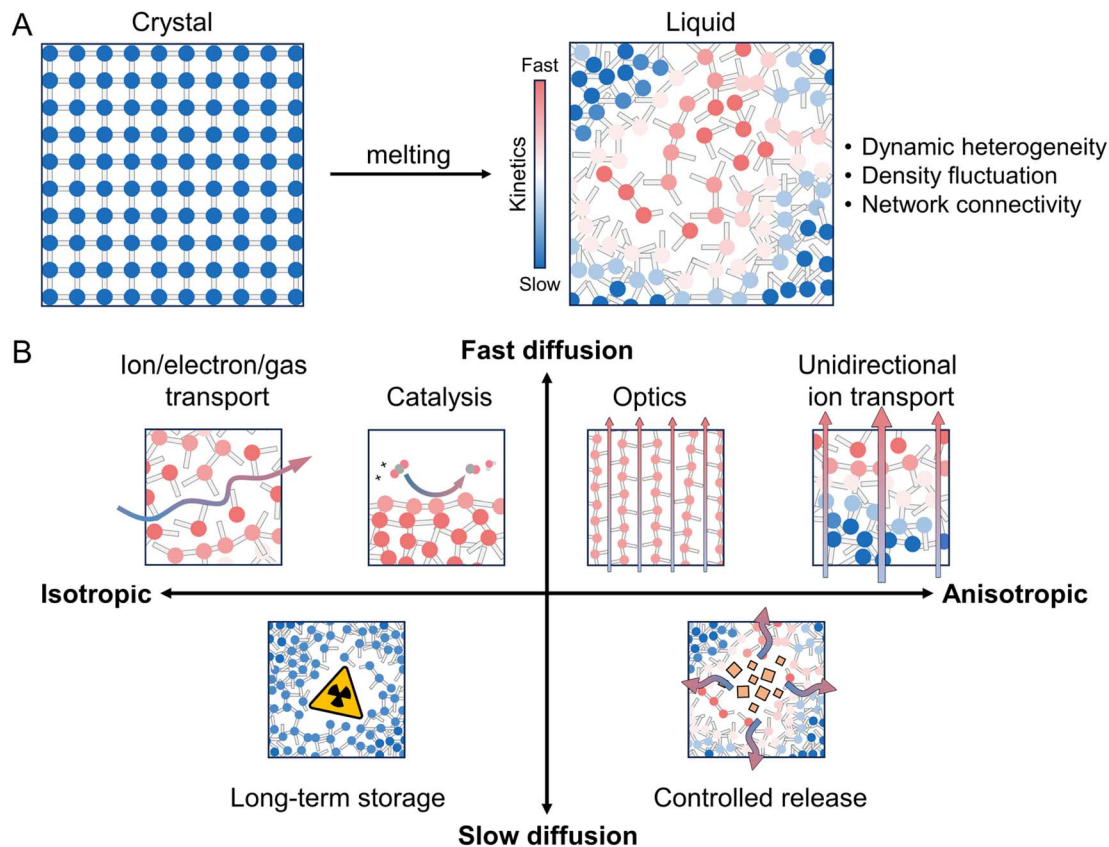 A
Crystal
Liquid
melting
Fast
Kinetics
Slow
• Dynamic heterogeneity
• Density fluctuation
• Network connectivity
B
Fast diffusion
Ion/electron/gas
transport
Catalysis
Optics
Unidirectional
ion transport
Isotropic
Anisotropic
Long-term storage
Controlled release
Slow diffusion